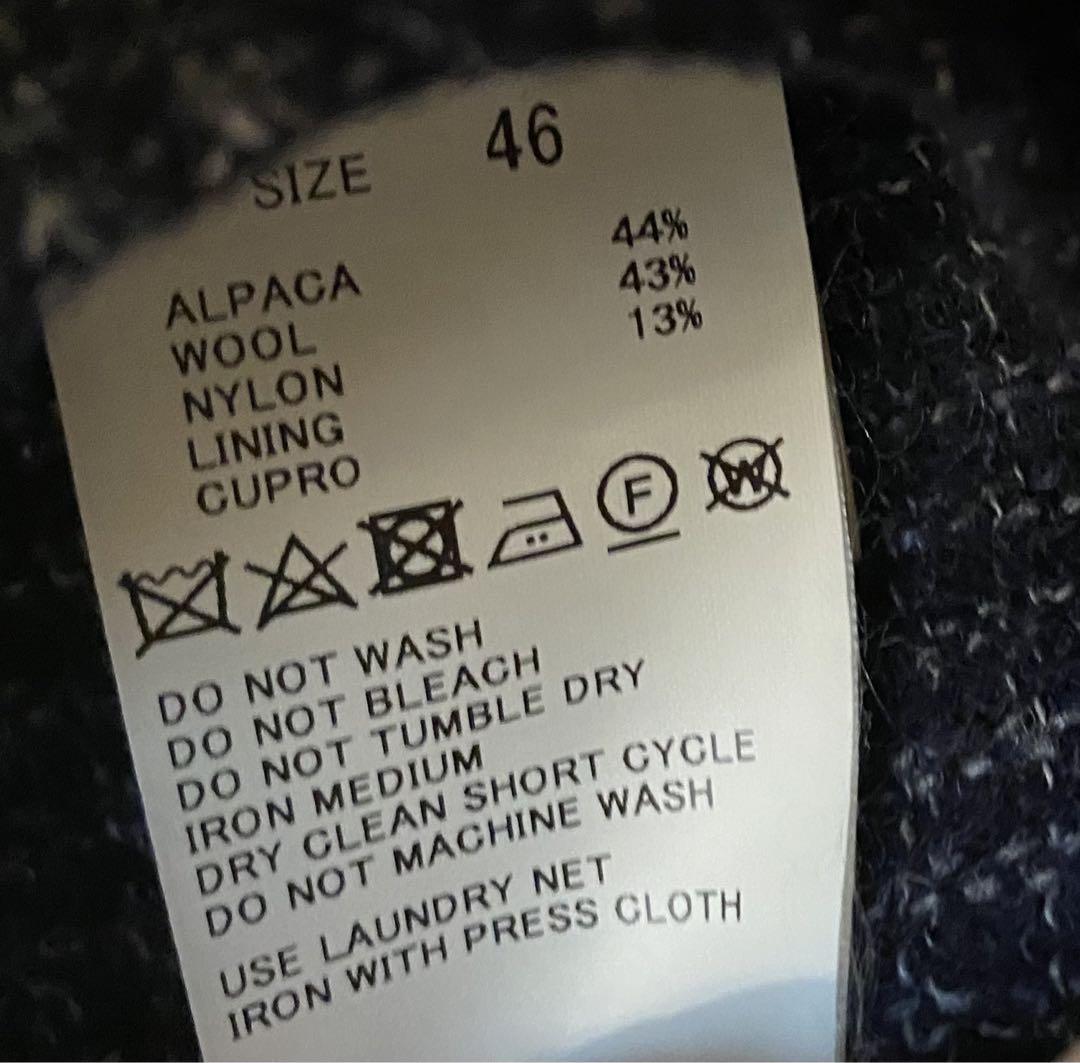 SIZE 46
ALPACA 44%
WOOL 43%
NYLON 13%
LINING
CUPRO
F W
DO NOT WASH
DO NOT BLEACH
DO NOT TUMBLE DRY
IRON MEDIUM
DRY CLEAN SHORT CYCLE
DO NOT MACHINE WASH
USE LAUNDRY NET
IRON WITH PRESS CLOTH